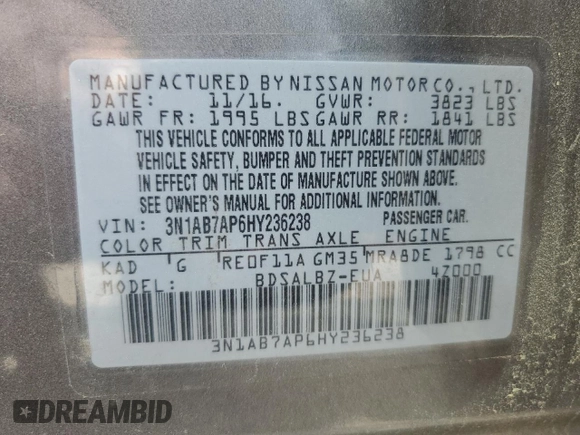 MANUFACTURED BY NISSAN MOTOR CO., LTD.
DATE: 11/16. GVWR: 3823 LBS
GAWR FR: 1995 LBS GAWR RR: 1841 LBS
THIS VEHICLE CONFORMS TO ALL APPLICABLE FEDERAL MOTOR
VEHICLE SAFETY, BUMPER AND THEFT PREVENTION STANDARDS
IN EFFECT ON THE DATE OF MANUFACTURE SHOWN ABOVE.
SEE OWNER'S MANUAL FOR ADDITIONAL INFORMATION.
VIN: 3N1AB7AP6HY236238 PASSENGER CAR.
COLOR TRIM TRANS AXLE ENGINE
KAD G RE0F11A GM35 MRA8DE 1798 CC
MODEL: BDSALBZ-EUA 4Z000
3N1AB7AP6HY236238
DREAMBID